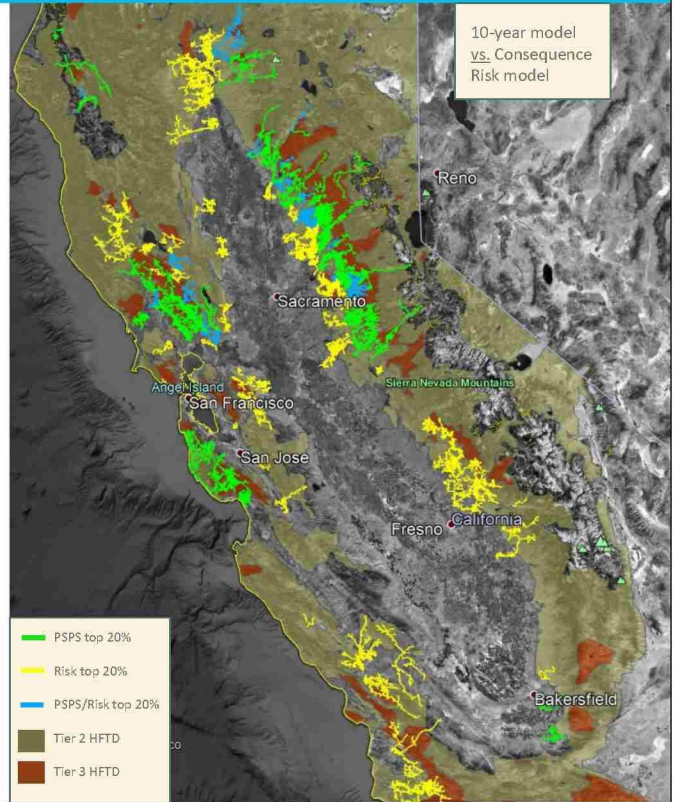 10-year model
vs. Consequence
Risk model
Reno
Sacramento
Sierra Nevada Mountains
Angel Island
San Francisco
San Jose
Fresno
California
Bakersfield
PSPS top 20%
Risk top 20%
PSPS/Risk top 20%
Tier 2 HFTD
Tier 3 HFTD
co